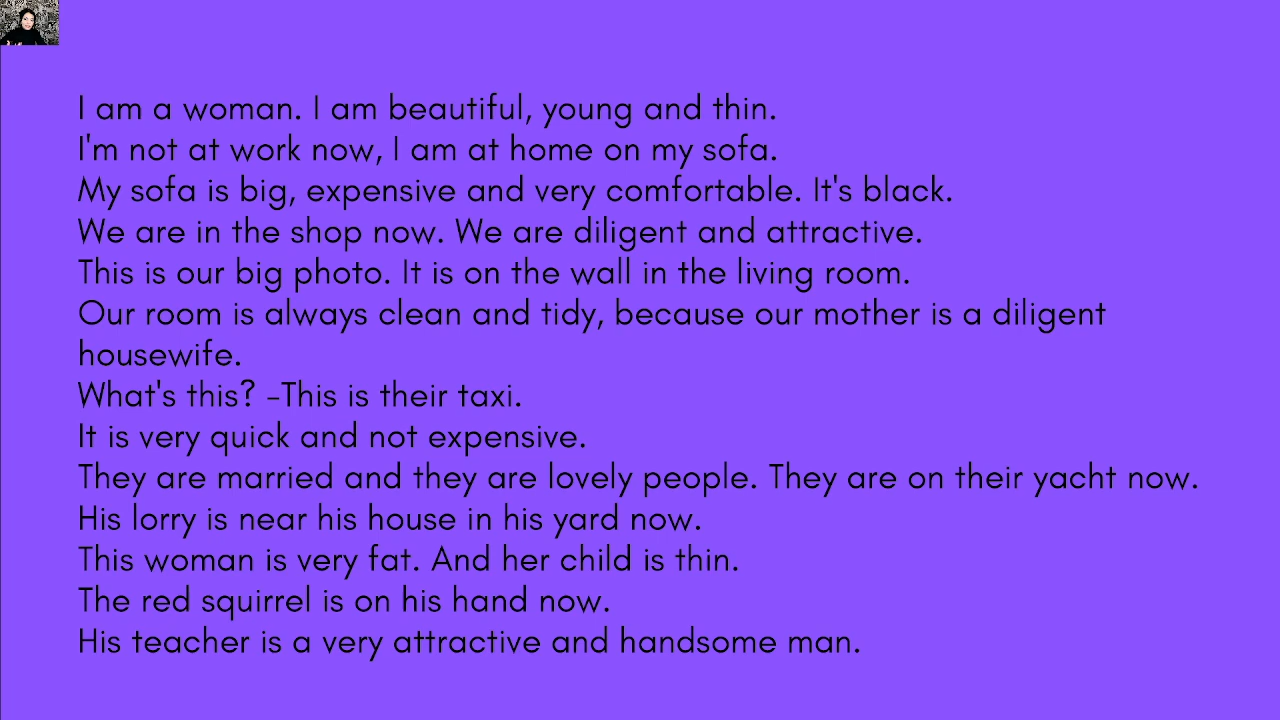 I am a woman. I am beautiful, young and thin.
I'm not at work now, I am at home on my sofa.
My sofa is big, expensive and very comfortable. It's black.
We are in the shop now. We are diligent and attractive.
This is our big photo. It is on the wall in the living room.
Our room is always clean and tidy, because our mother is a diligent
housewife.
What's this? -This is their taxi.
It is very quick and not expensive.
They are married and they are lovely people. They are on their yacht now.
His lorry is near his house in his yard now.
This woman is very fat. And her child is thin.
The red squirrel is on his hand now.
His teacher is a very attractive and handsome man.